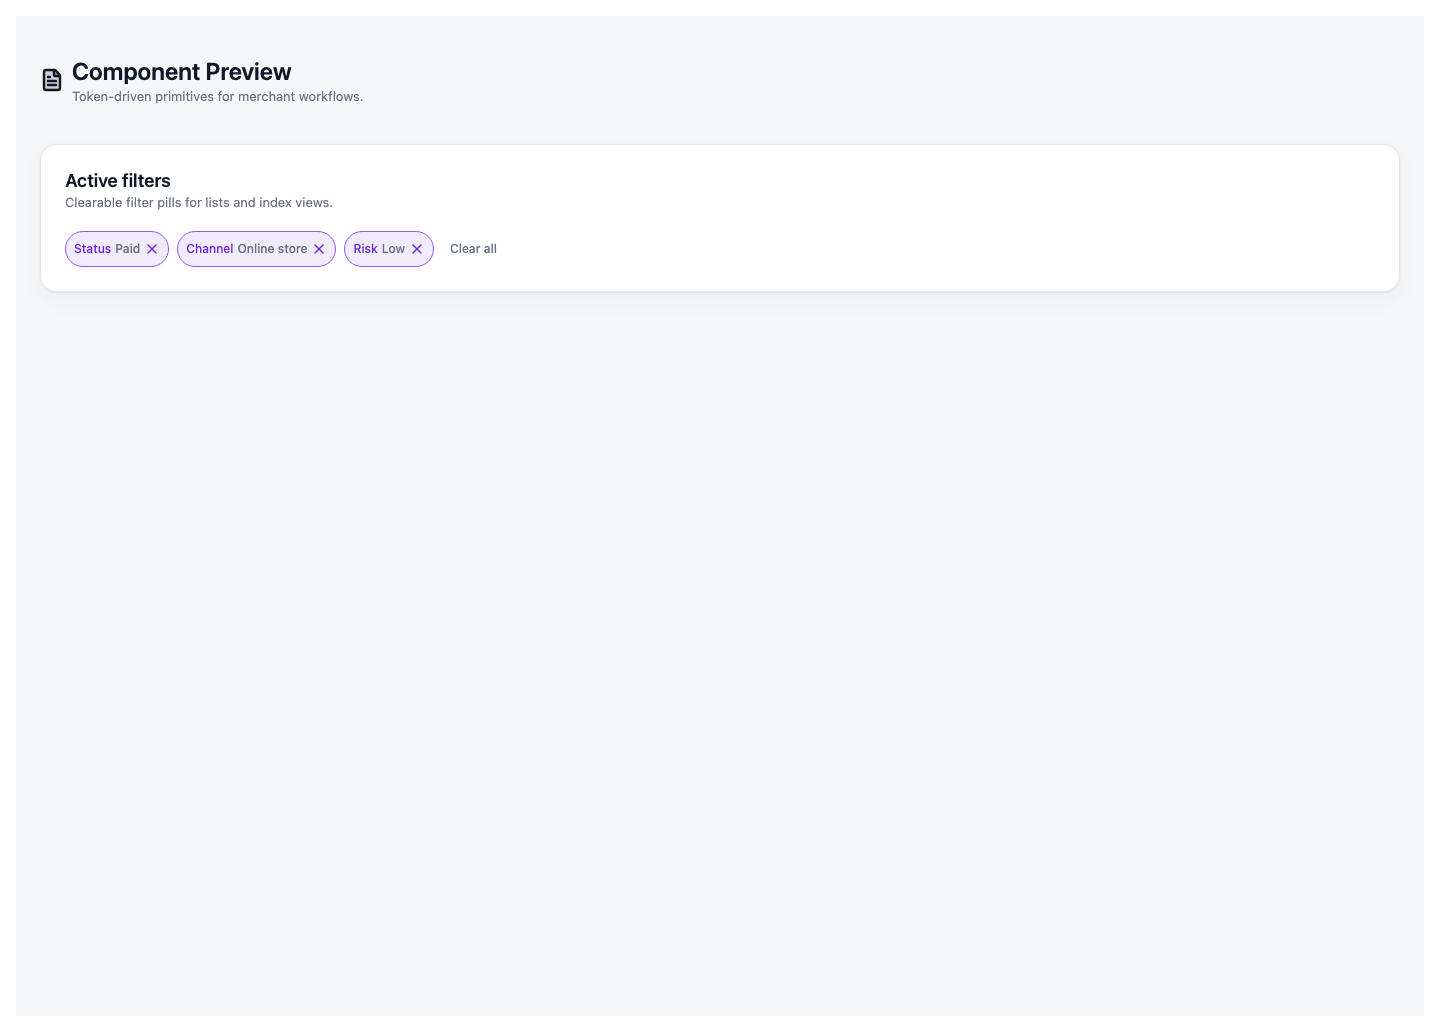 Component Preview
Token-driven primitives for merchant workflows.
Active filters
Clearable filter pills for lists and index views.
Status Paid Channel Online store Risk Low Clear all